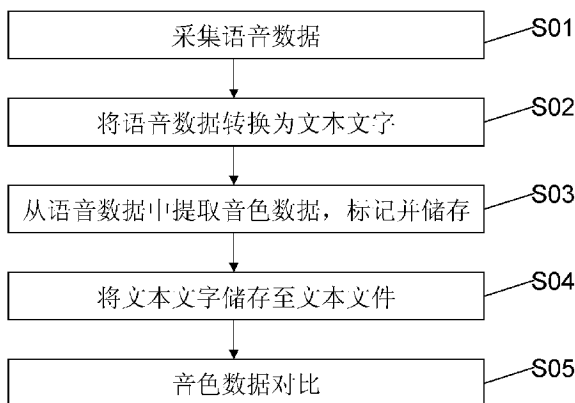 采集语音数据 S01
将语音数据转换为文本文字 S02
从语音数据中提取音色数据，标记并储存 S03
将文本文字储存至文本文件 S04
音色数据对比 S05